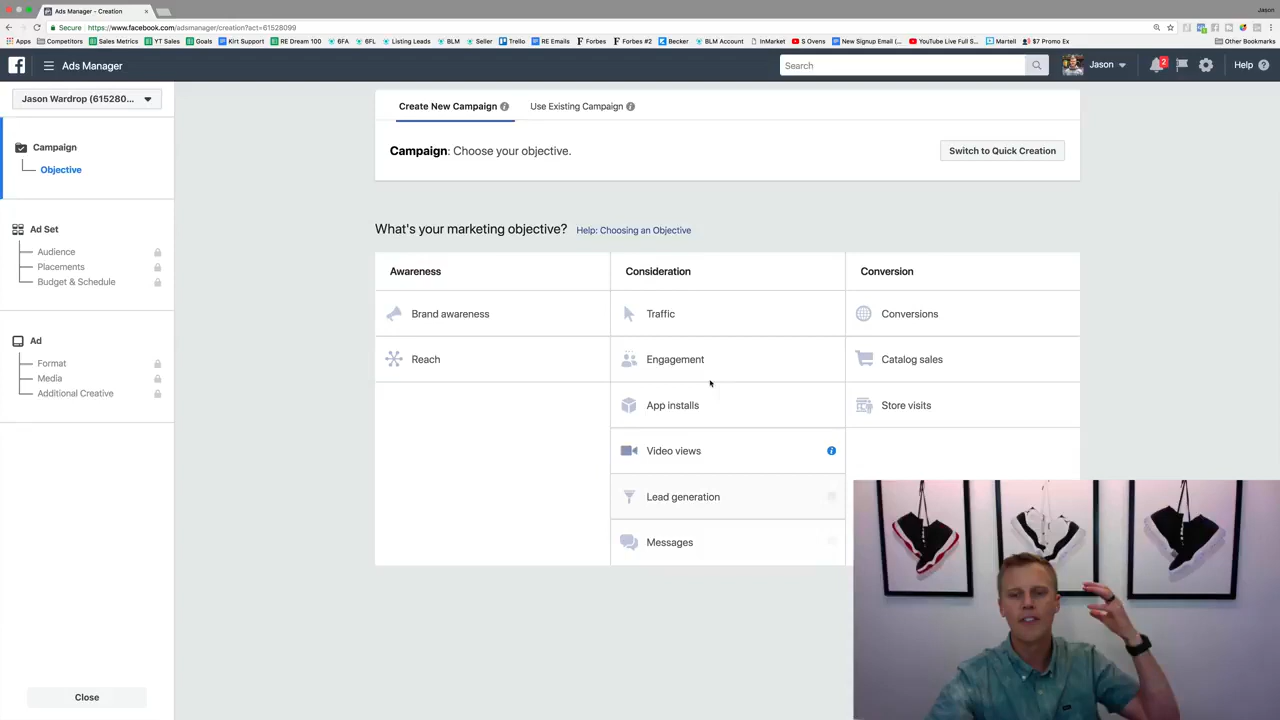 Ads Manager - Creation
Jason
Secure https://www.facebook.com/adsmanager/creation?act=61528099
Apps Competitors Sales Metrics YT Sales Goals Kirt Support RE Dream 100 6FA 6FL Listing Leads BLM Seller Trello RE Emails Forbes Forbes #2 Becker BLM Account InMarket S Ovens New Signup Email (... YouTube Live Full S... Martell $7 Promo Ex Other Bookmarks
Ads Manager
Search
Jason
2
Help
Jason Wardrop (615280...
Campaign
Objective
Ad Set
Audience
Placements
Budget & Schedule
Ad
Format
Media
Additional Creative
Close
Create New Campaign
Use Existing Campaign
Campaign: Choose your objective.
Switch to Quick Creation
What's your marketing objective? Help: Choosing an Objective
Awareness
Brand awareness
Reach
Consideration
Traffic
Engagement
App installs
Video views
Lead generation
Messages
Conversion
Conversions
Catalog sales
Store visits